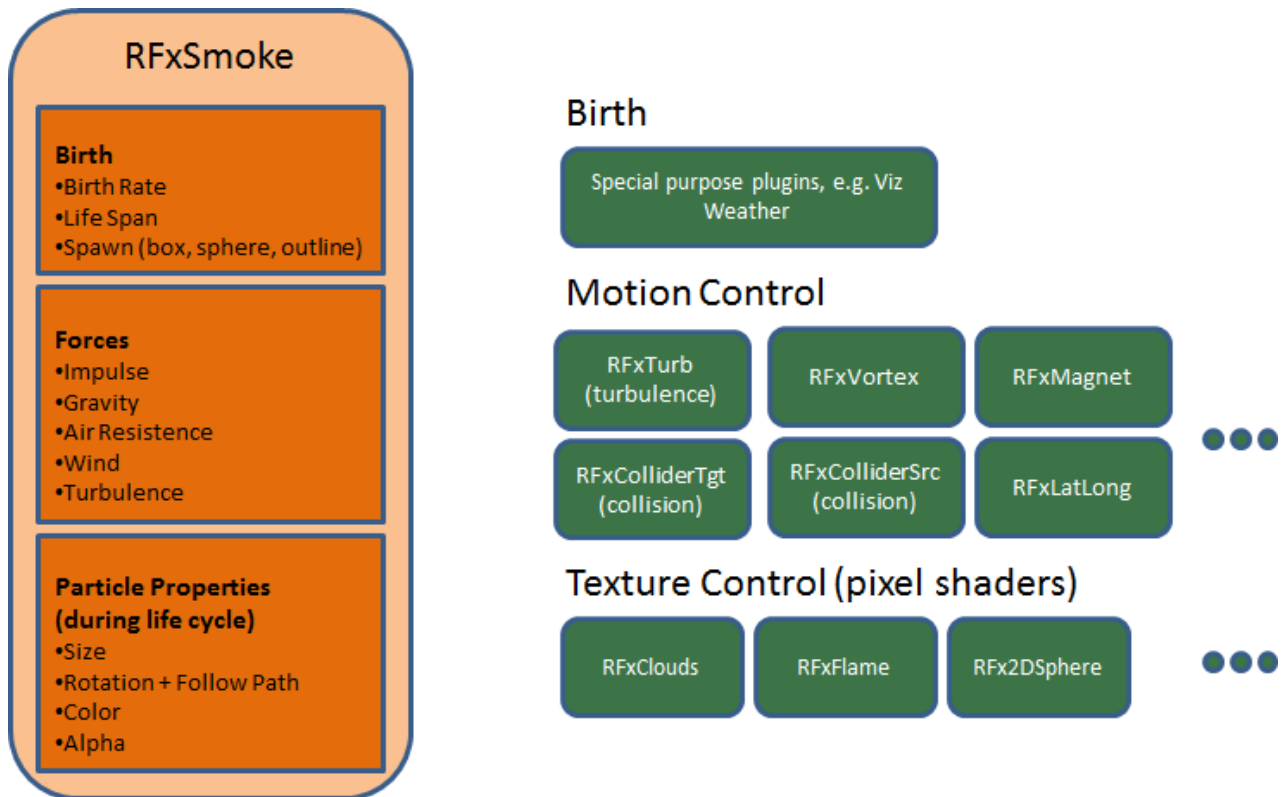 RFxSmoke
Birth
•Birth Rate
•Life Span
•Spawn (box, sphere, outline)
Forces
•Impulse
•Gravity
•Air Resistence
•Wind
•Turbulence
Particle Properties
(during life cycle)
•Size
•Rotation + Follow Path
•Color
•Alpha
Birth
Special purpose plugins, e.g. Viz
Weather
Motion Control
RFxTurb
(turbulence)
RFxVortex
RFxMagnet
RFxColliderTgt
(collision)
RFxColliderSrc
(collision)
RFxLatLong
Texture Control (pixel shaders)
RFxClouds
RFxFlame
RFx2DSphere